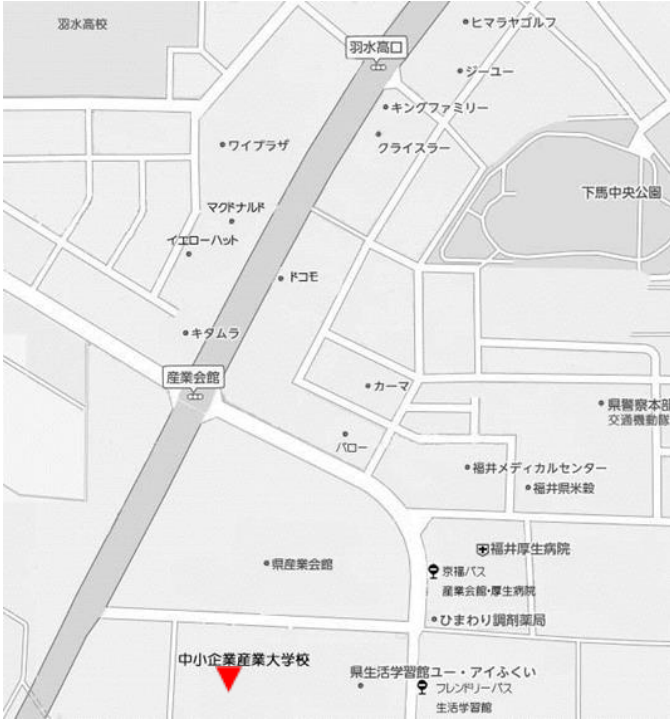 ヒマラヤゴルフ
羽水高校
羽水高口
ジーユー
キングファミリー
ワイプラザ
クライスラー
下馬中央公園
マクドナルド
イエローハット
ドコモ
キタムラ
産業会館
カーマ
県警察本部
交通機動隊
バロー
福井メディカルセンター
福井県米穀
福井厚生病院
県産業会館
京福バス
産業会館・厚生病院
ひまわり調剤薬局
中小企業産業大学校
県生活学習館ユー・アイふくい
フレンドリーバス
生活学習館